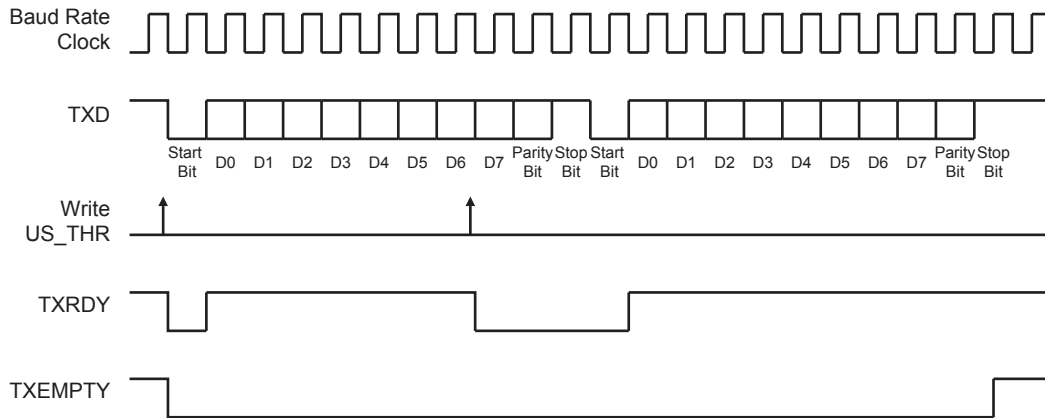 Baud Rate
Clock
TXD
Start
Bit
D0
D1
D2
D3
D4
D5
D6
D7
Parity
Bit
Stop
Bit
Start
Bit
D0
D1
D2
D3
D4
D5
D6
D7
Parity
Bit
Stop
Bit
Write
US_THR
TXRDY
TXEMPTY